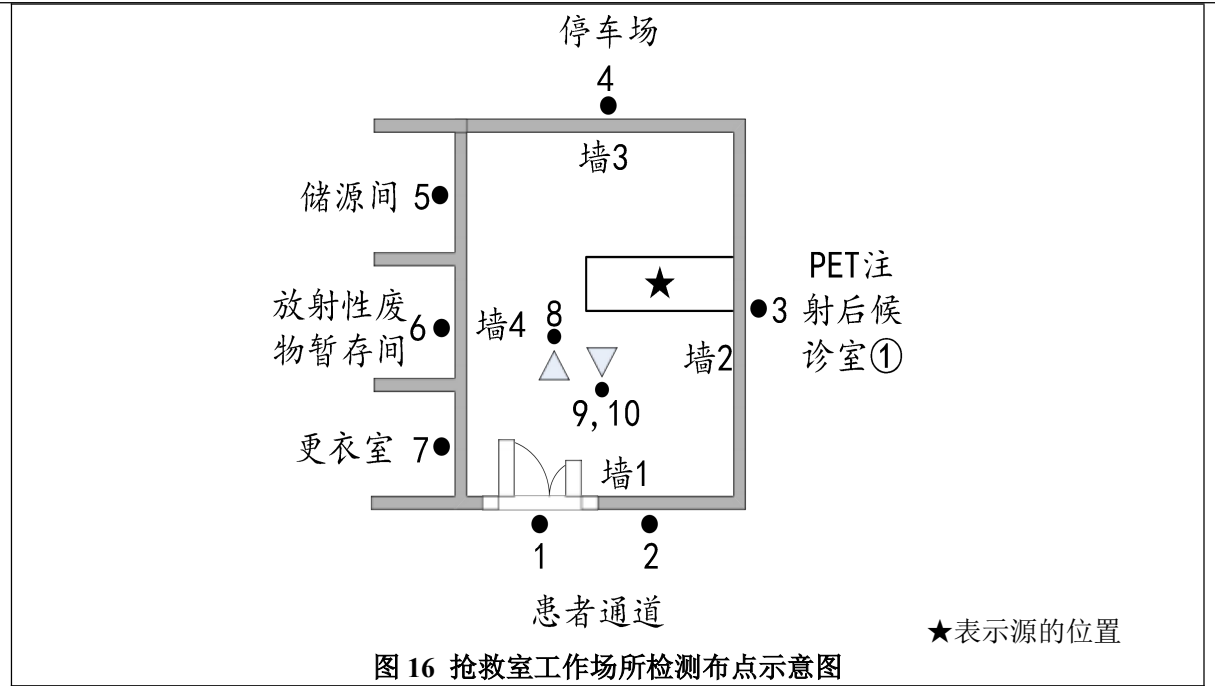 停车场
4
墙3
储源间 5
PET注
射后候
诊室①
3
放射性废
物暂存间
6
墙4
8
墙2
9,10
更衣室 7
墙1
1
2
患者通道
★表示源的位置
图 16 抢救室工作场所检测布点示意图